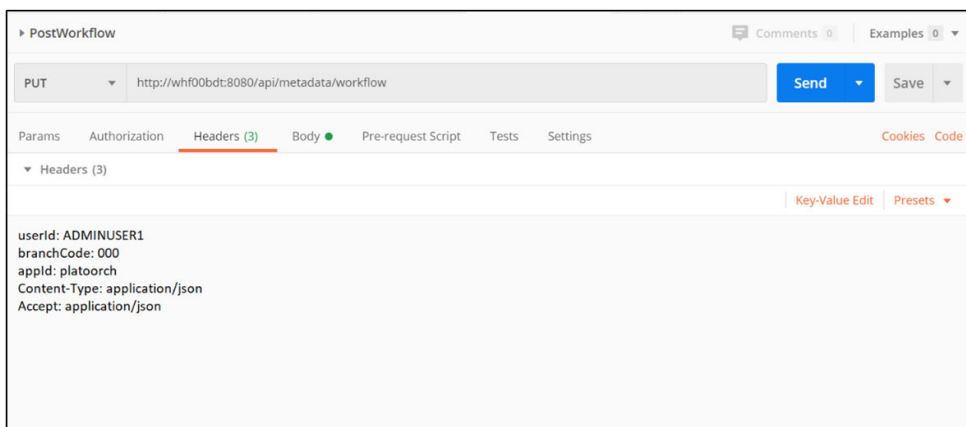 PostWorkflow Comments 0 Examples 0
PUT http://whf00bdt:8080/api/metadata/workflow Send Save
Params Authorization Headers (3) Body Pre-request Script Tests Settings Cookies Code
Headers (3)
Key-Value Edit Presets
userId: ADMINUSER1
branchCode: 000
appId: platoorch
Content-Type: application/json
Accept: application/json